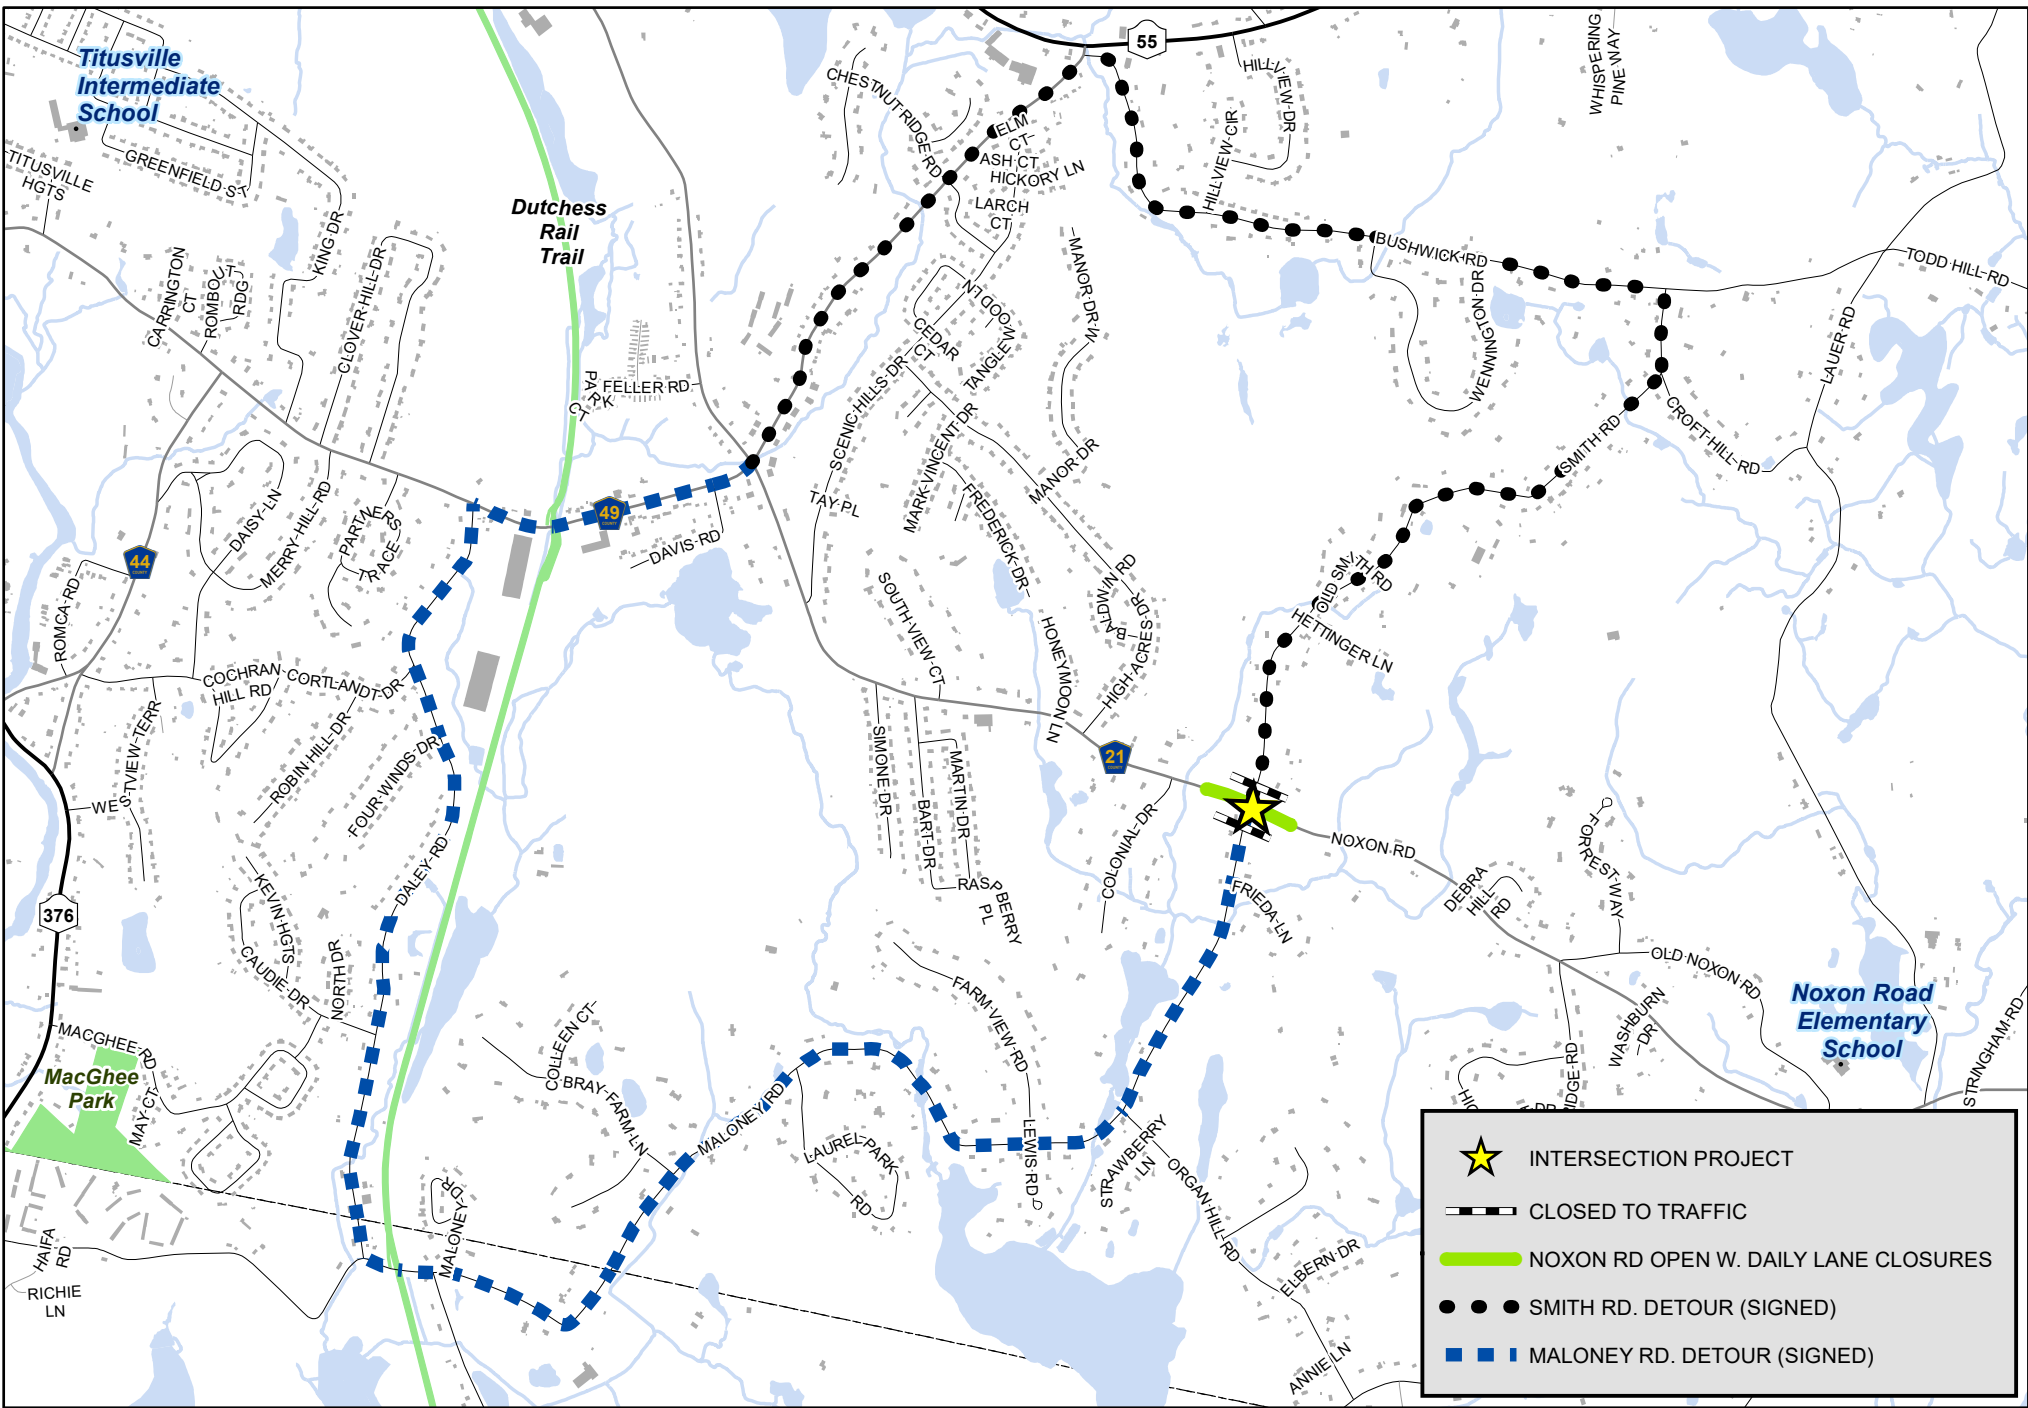 Titusville
Intermediate
School
TITUSVILLE
HGTS
GREENFIELD ST
KING DR
CARRINGTON
CT
ROMBOUT
RDG
CLOVER HILL DR
Dutchess
Rail
Trail
CHESTNUT RIDGE RD
ELM
CT
ASH CT
HICKORY LN
LARCH
CT
55
HILLVIEW DR
HILLVIEW CIR
WHISPERING
PINE WAY
BUSHWICK RD
TODD HILL RD
WENNINGTON DR
LAUER RD
CROFT HILL RD
SMITH RD
OLD SMITH RD
HETTINGER LN
MANOR DR W
MANOR DR
TANGLEWOOD LN
CEDAR
CT
SCENIC HILLS DR
MARK VINCENT DR
FREDERICK DR
TAY PL
PARK
CT
FELLER RD
49
COUNTY
DAVIS RD
44
COUNTY
DAISY LN
MERRY HILL RD
PARTNERS
TRACE
ROMCA RD
COCHRAN
HILL RD
CORTLANDT DR
ROBIN HILL DR
FOUR WINDS DR
WESTVIEW TERR
SOUTH VIEW CT
HONEYMOON LN
BALDWIN RD
HIGH ACRES DR
21
COUNTY
SIMONE DR
BART DR
MARTIN DR
RASPBERRY
PL
COLONIAL DR
NOXON RD
FRIEDA LN
DEBRA
HILL
RD
FORREST WAY
OLD NOXON RD
WASHBURN
DR
RIDGE RD
Noxon Road
Elementary
School
STRINGHAM RD
376
DALEY RD
KEVIN HGTS
CAUDIE DR
NORTH DR
MACGHEE RD
MacGhee
Park
MAY CT
HAIFA
RD
RICHIE
LN
COLLEEN CT
BRAY FARM LN
MALONEY RD
MALONEY DR
LAUREL PARK
RD
FARM VIEW RD
LEWIS RD
STRAWBERRY
LN
ORGAN HILL RD
ELBERN DR
ANNIE LN
INTERSECTION PROJECT
CLOSED TO TRAFFIC
NOXON RD OPEN W. DAILY LANE CLOSURES
SMITH RD. DETOUR (SIGNED)
MALONEY RD. DETOUR (SIGNED)